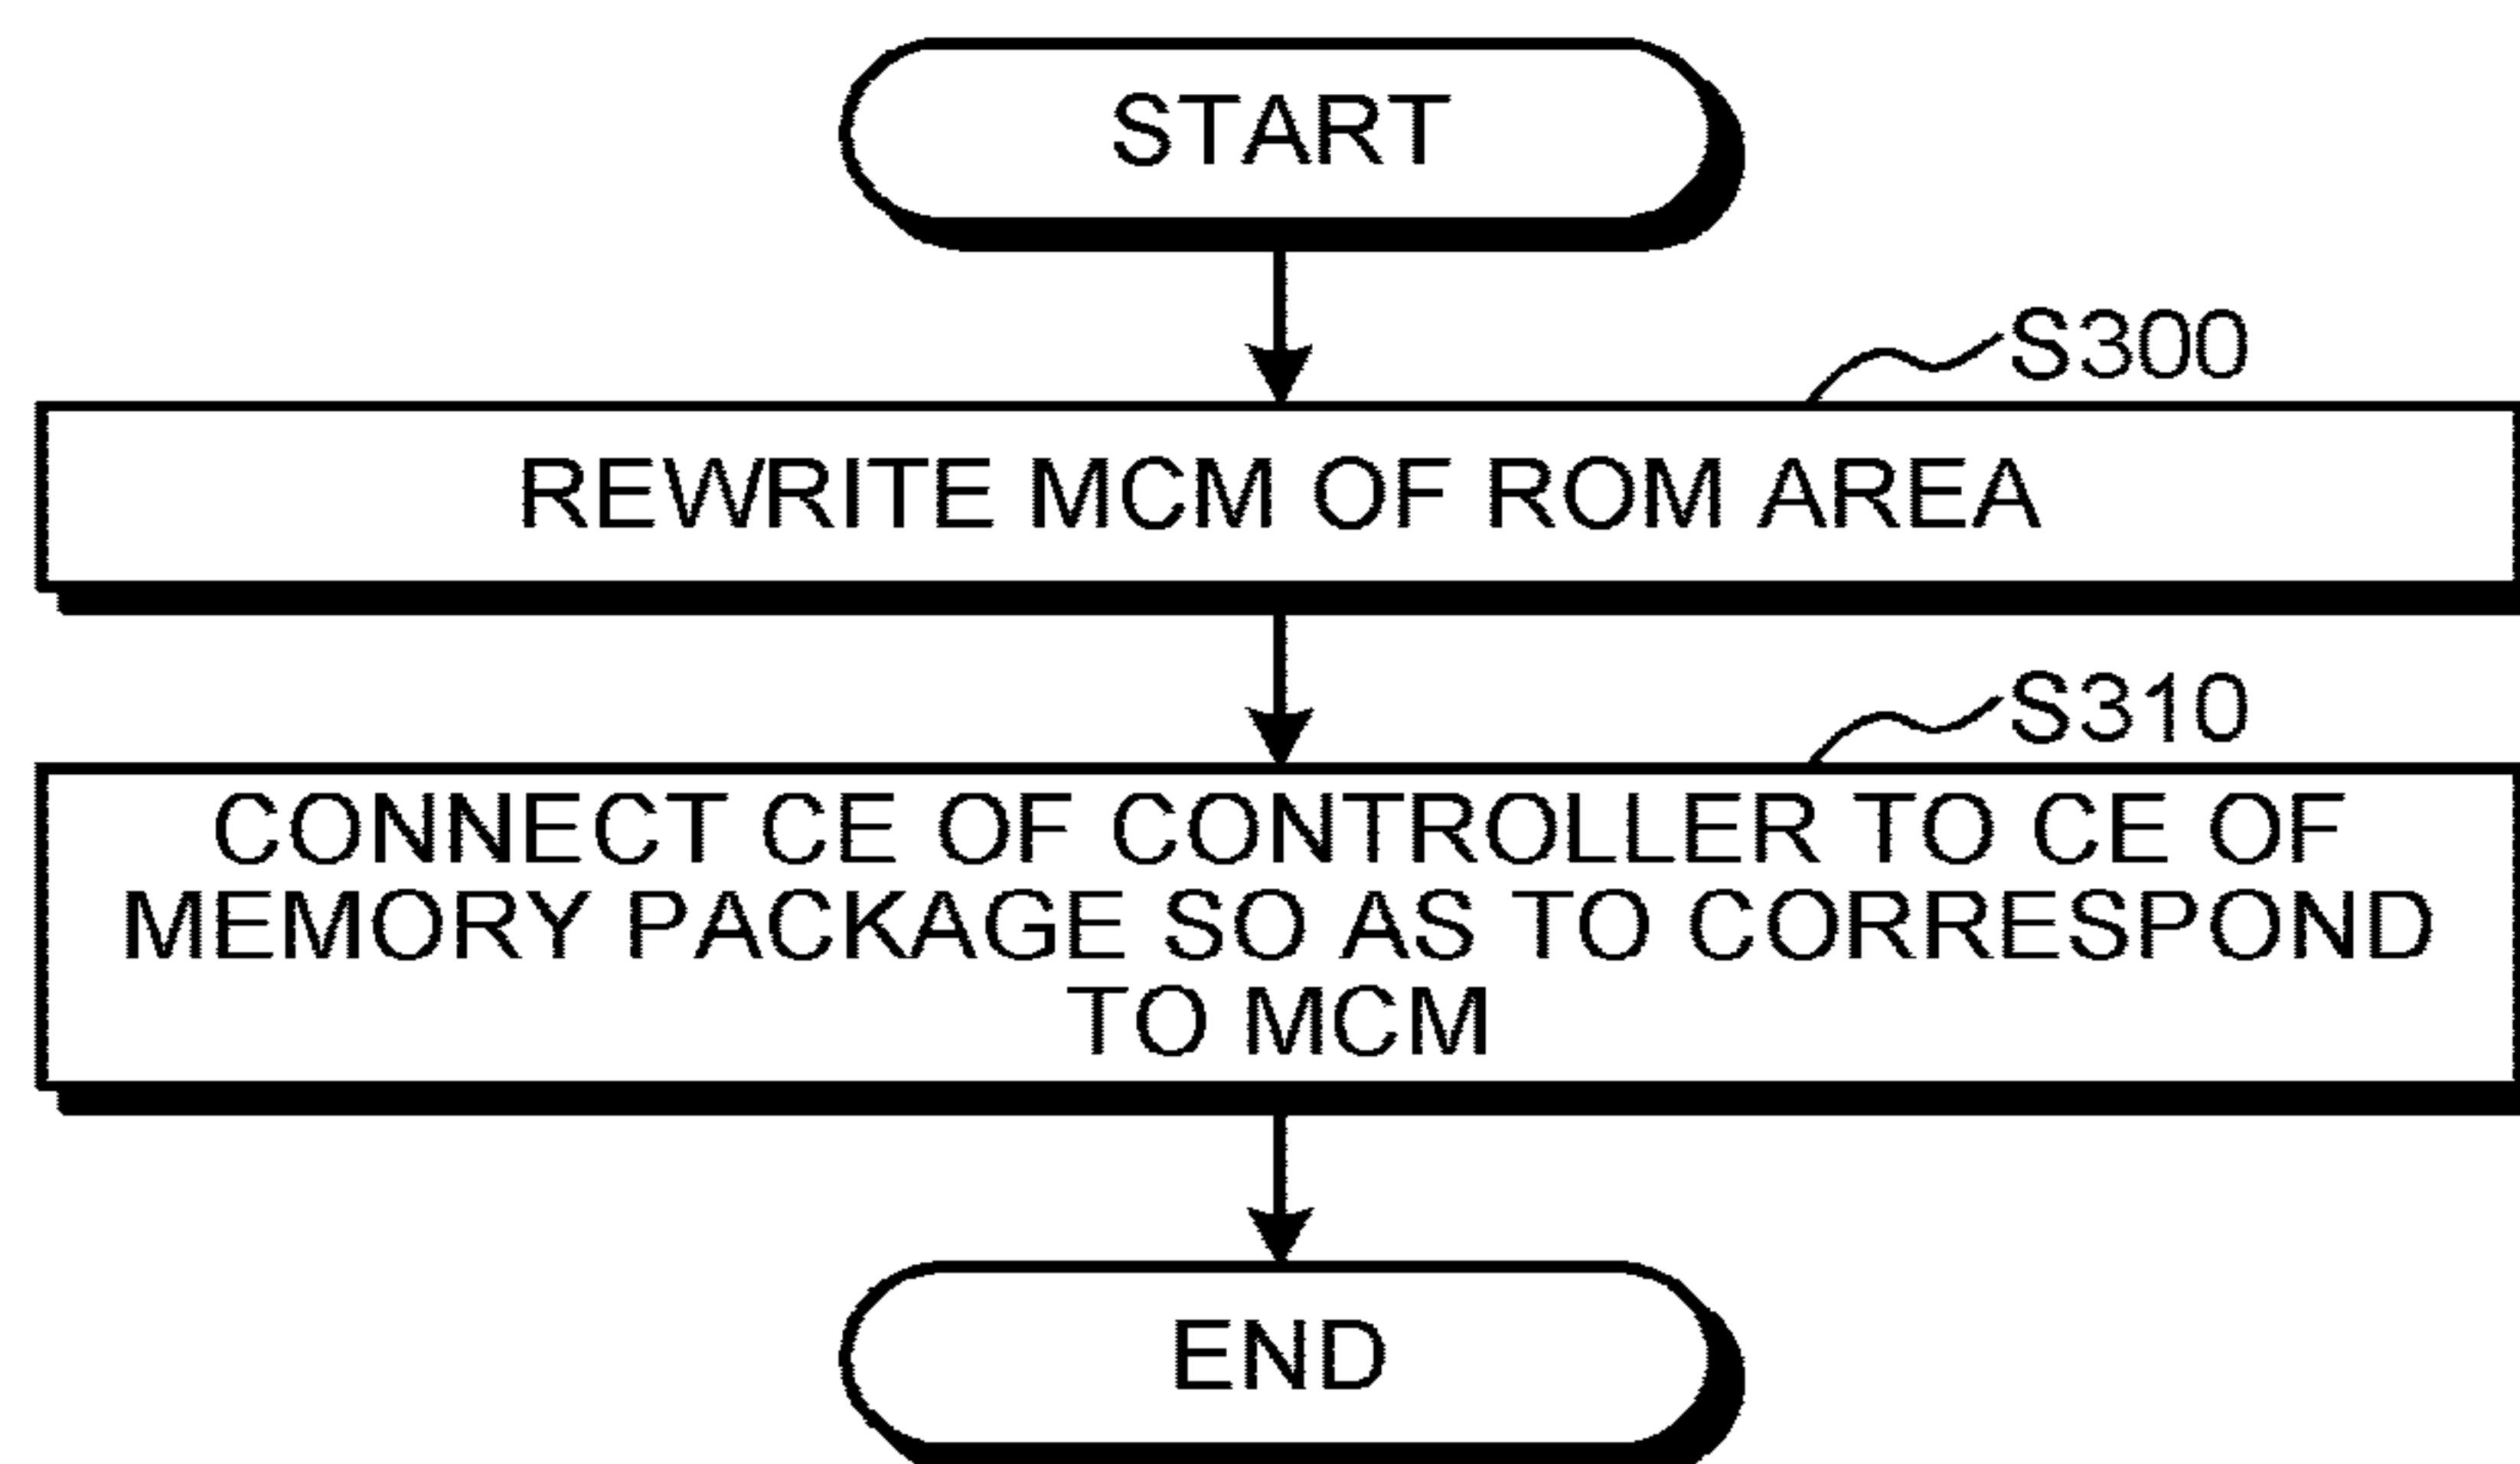 START
S300
REWRITE MCM OF ROM AREA
S310
CONNECT CE OF CONTROLLER TO CE OF
MEMORY PACKAGE SO AS TO CORRESPOND
TO MCM
END